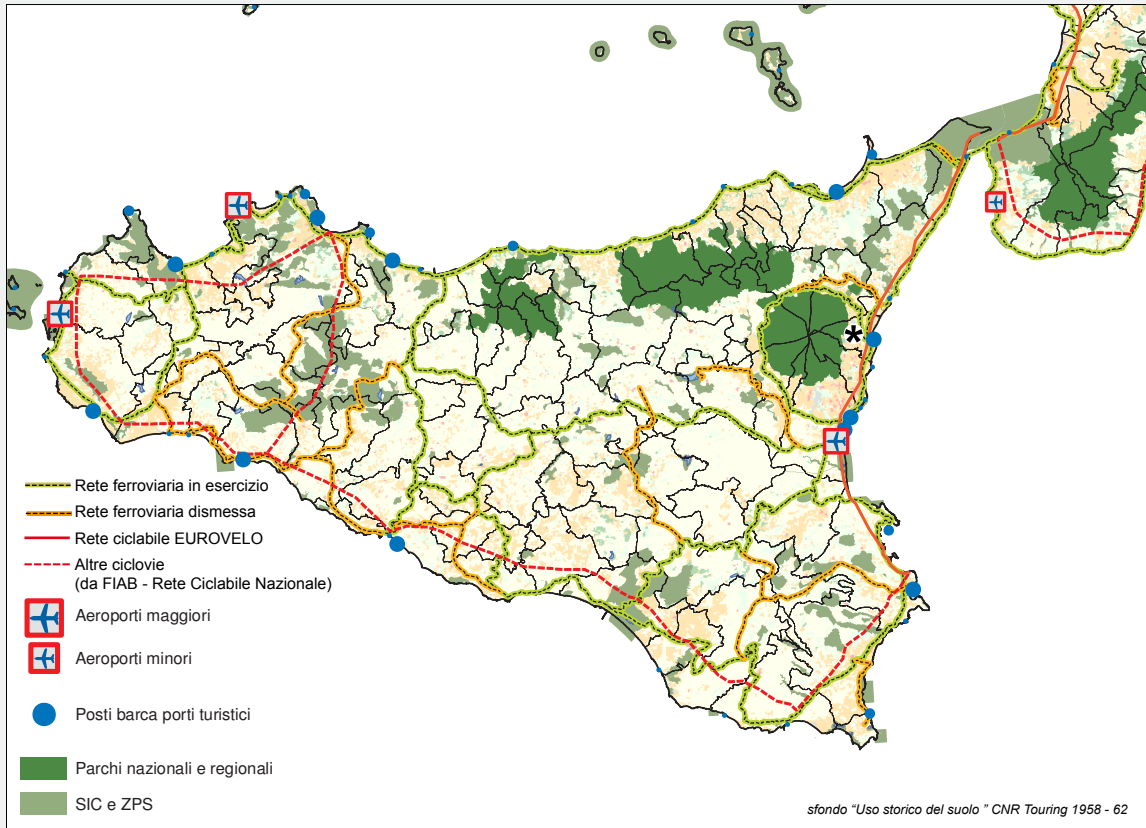 Rete ferroviaria in esercizio
Rete ferroviaria dismessa
Rete ciclabile EUROVELO
Altre ciclovie
(da FIAB - Rete Ciclabile Nazionale)
Aeroporti maggiori
Aeroporti minori
Posti barca porti turistici
Parchi nazionali e regionali
SIC e ZPS
sfondo "Uso storico del suolo " CNR Touring 1958 - 62
*